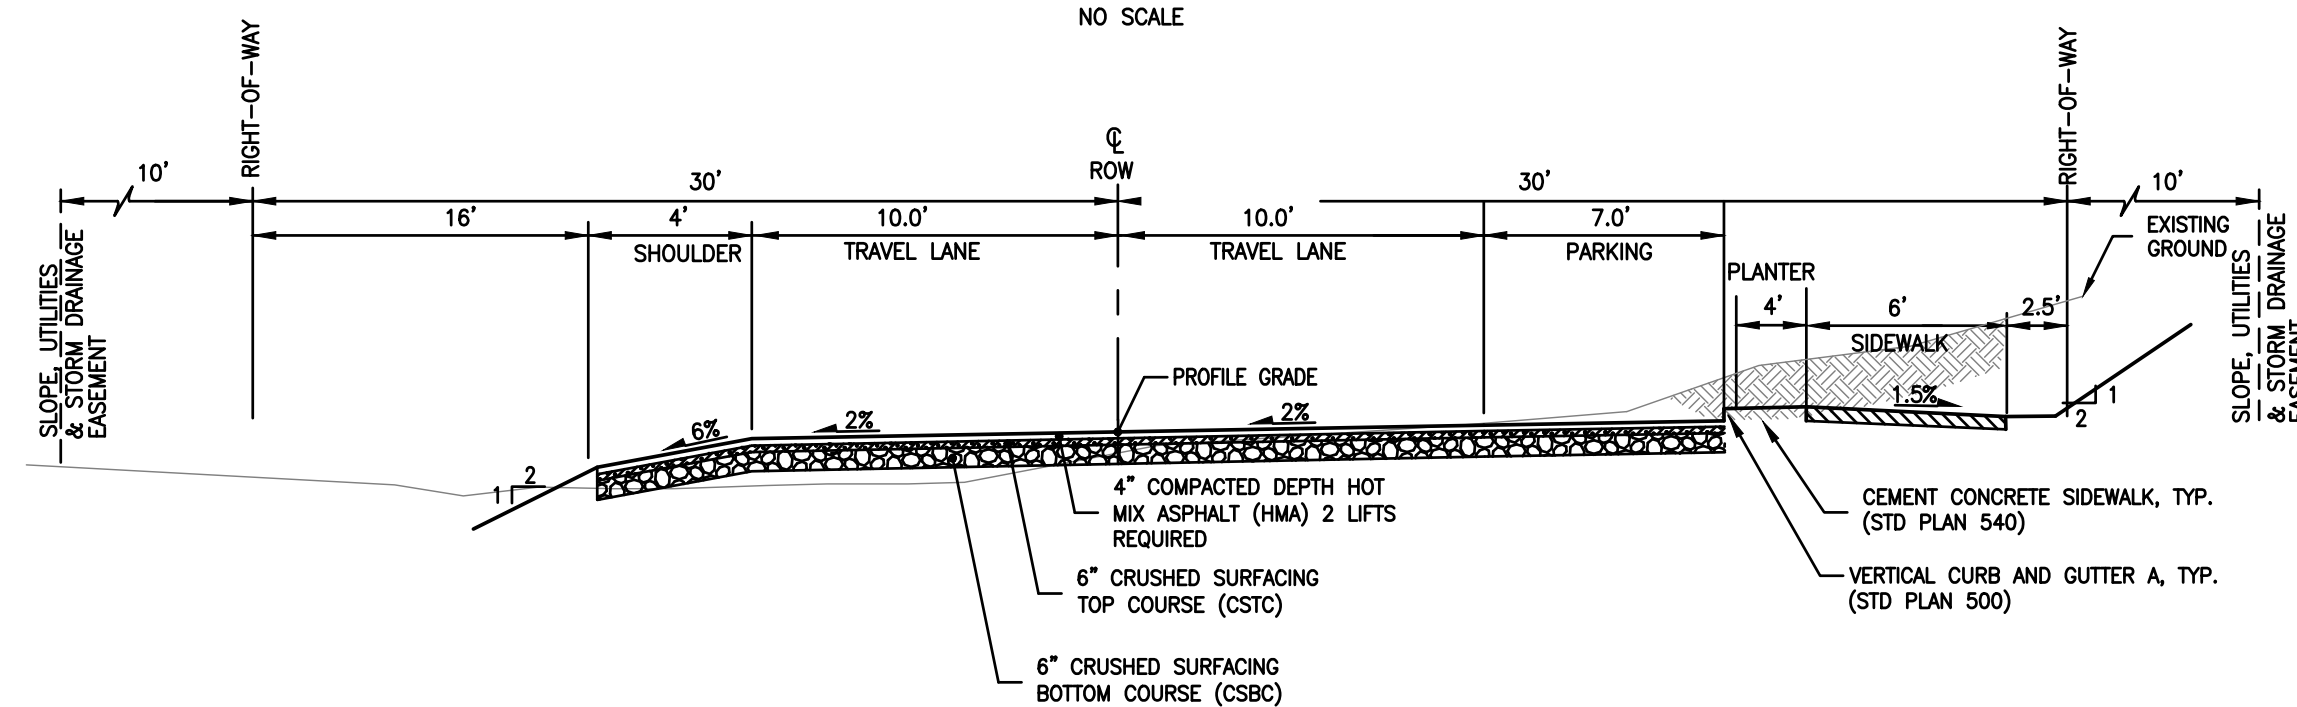 NO SCALE
RIGHT-OF-WAY
RIGHT-OF-WAY
℄
ROW
10'
30'
30'
10'
16'
4'
10.0'
10.0'
7.0'
SHOULDER
TRAVEL LANE
TRAVEL LANE
PARKING
EXISTING
GROUND
SLOPE, UTILITIES
& STORM DRAINAGE
EASEMENT
SLOPE, UTILITIES
& STORM DRAINAGE
EASEMENT
PLANTER
4'
6'
2.5'
SIDEWALK
PROFILE GRADE
1.5%
6%
2%
2%
1
2
2
1
4" COMPACTED DEPTH HOT
MIX ASPHALT (HMA) 2 LIFTS
REQUIRED
CEMENT CONCRETE SIDEWALK, TYP.
(STD PLAN 540)
6" CRUSHED SURFACING
TOP COURSE (CSTC)
VERTICAL CURB AND GUTTER A, TYP.
(STD PLAN 500)
6" CRUSHED SURFACING
BOTTOM COURSE (CSBC)